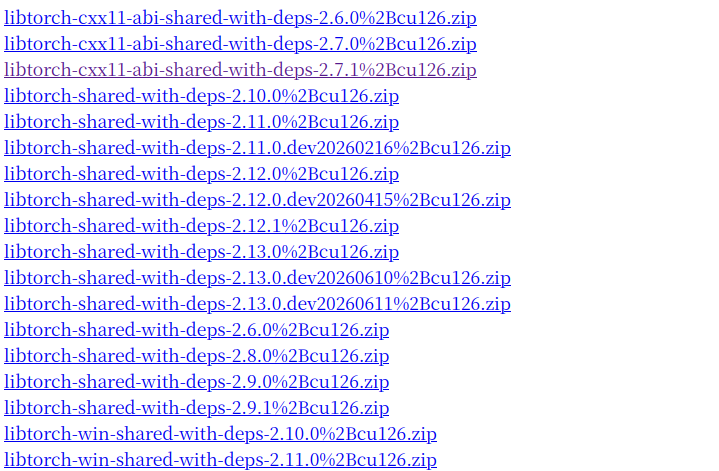 libtorch-cxx11-abi-shared-with-deps-2.6.0%2Bcu126.zip
libtorch-cxx11-abi-shared-with-deps-2.7.0%2Bcu126.zip
libtorch-cxx11-abi-shared-with-deps-2.7.1%2Bcu126.zip
libtorch-shared-with-deps-2.10.0%2Bcu126.zip
libtorch-shared-with-deps-2.11.0%2Bcu126.zip
libtorch-shared-with-deps-2.11.0.dev20260216%2Bcu126.zip
libtorch-shared-with-deps-2.12.0%2Bcu126.zip
libtorch-shared-with-deps-2.12.0.dev20260415%2Bcu126.zip
libtorch-shared-with-deps-2.12.1%2Bcu126.zip
libtorch-shared-with-deps-2.13.0%2Bcu126.zip
libtorch-shared-with-deps-2.13.0.dev20260610%2Bcu126.zip
libtorch-shared-with-deps-2.13.0.dev20260611%2Bcu126.zip
libtorch-shared-with-deps-2.6.0%2Bcu126.zip
libtorch-shared-with-deps-2.8.0%2Bcu126.zip
libtorch-shared-with-deps-2.9.0%2Bcu126.zip
libtorch-shared-with-deps-2.9.1%2Bcu126.zip
libtorch-win-shared-with-deps-2.10.0%2Bcu126.zip
libtorch-win-shared-with-deps-2.11.0%2Bcu126.zip